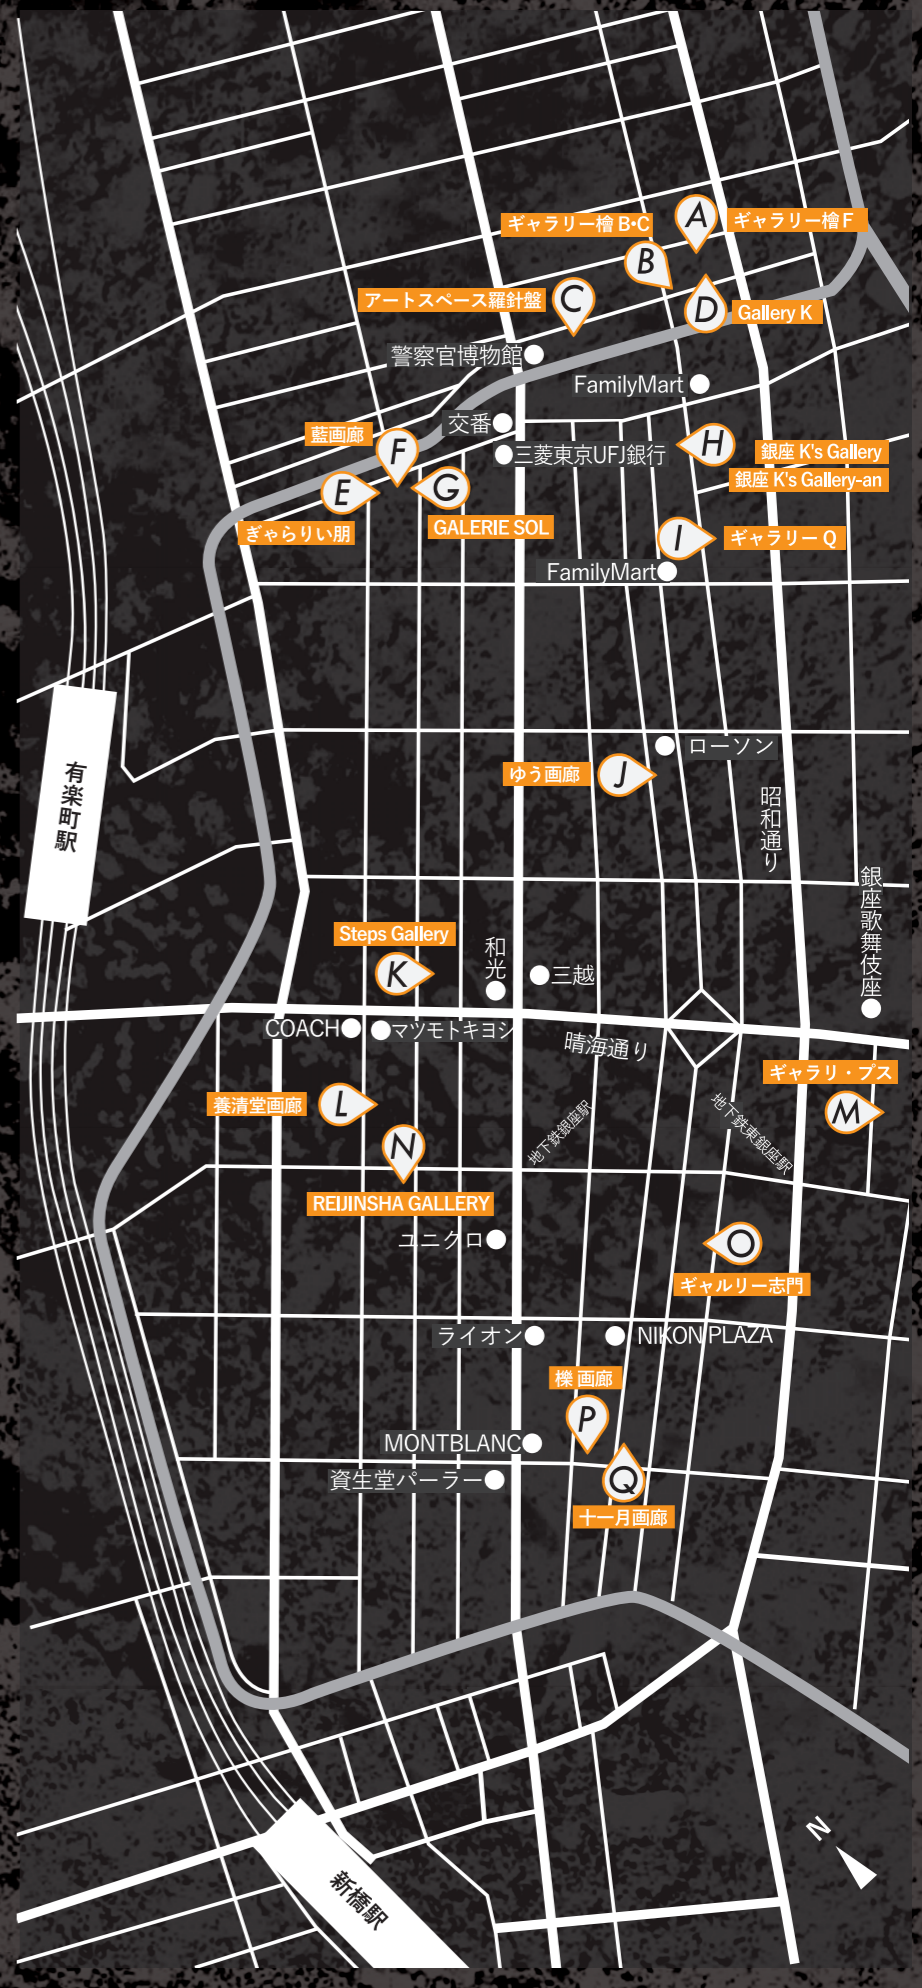 A
ギャラリー檜 F
ギャラリー檜 B•C
B
アートスペース羅針盤
C
D
Gallery K
警察官博物館
FamilyMart
交番
藍画廊
F
三菱東京UFJ銀行
H
銀座 K's Gallery
銀座 K's Gallery-an
E
G
ぎゃらりい朋
GALERIE SOL
I
ギャラリー Q
FamilyMart
有楽町駅
ローソン
ゆう画廊
J
昭和通り
銀座歌舞伎座
Steps Gallery
K
和光
三越
COACH
マツモトキヨシ
晴海通り
ギャラリ・プス
M
養清堂画廊
L
地下鉄銀座駅
地下鉄東銀座駅
N
REIJINSHA GALLERY
ユニクロ
O
ギャルリー志門
ライオン
NIKON PLAZA
櫟画廊
P
MONTBLANC
資生堂パーラー
Q
十一月画廊
N
新橋駅